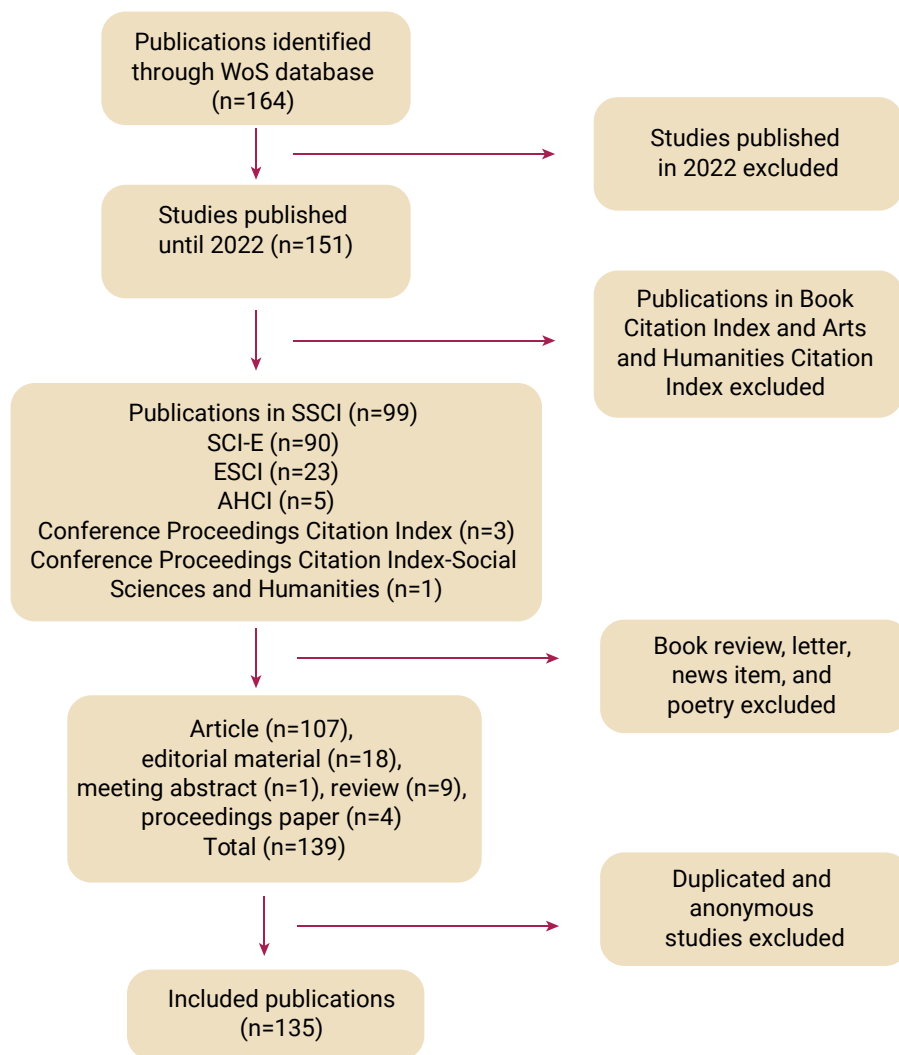 Publications identified
through WoS database
(n=164)
Studies published
in 2022 excluded
Studies published
until 2022 (n=151)
Publications in Book
Citation Index and Arts
and Humanities Citation
Index excluded
Publications in SSCI (n=99)
SCI-E (n=90)
ESCI (n=23)
AHCI (n=5)
Conference Proceedings Citation Index (n=3)
Conference Proceedings Citation Index-Social
Sciences and Humanities (n=1)
Book review, letter,
news item, and
poetry excluded
Article (n=107),
editorial material (n=18),
meeting abstract (n=1), review (n=9),
proceedings paper (n=4)
Total (n=139)
Duplicated and
anonymous
studies excluded
Included publications
(n=135)